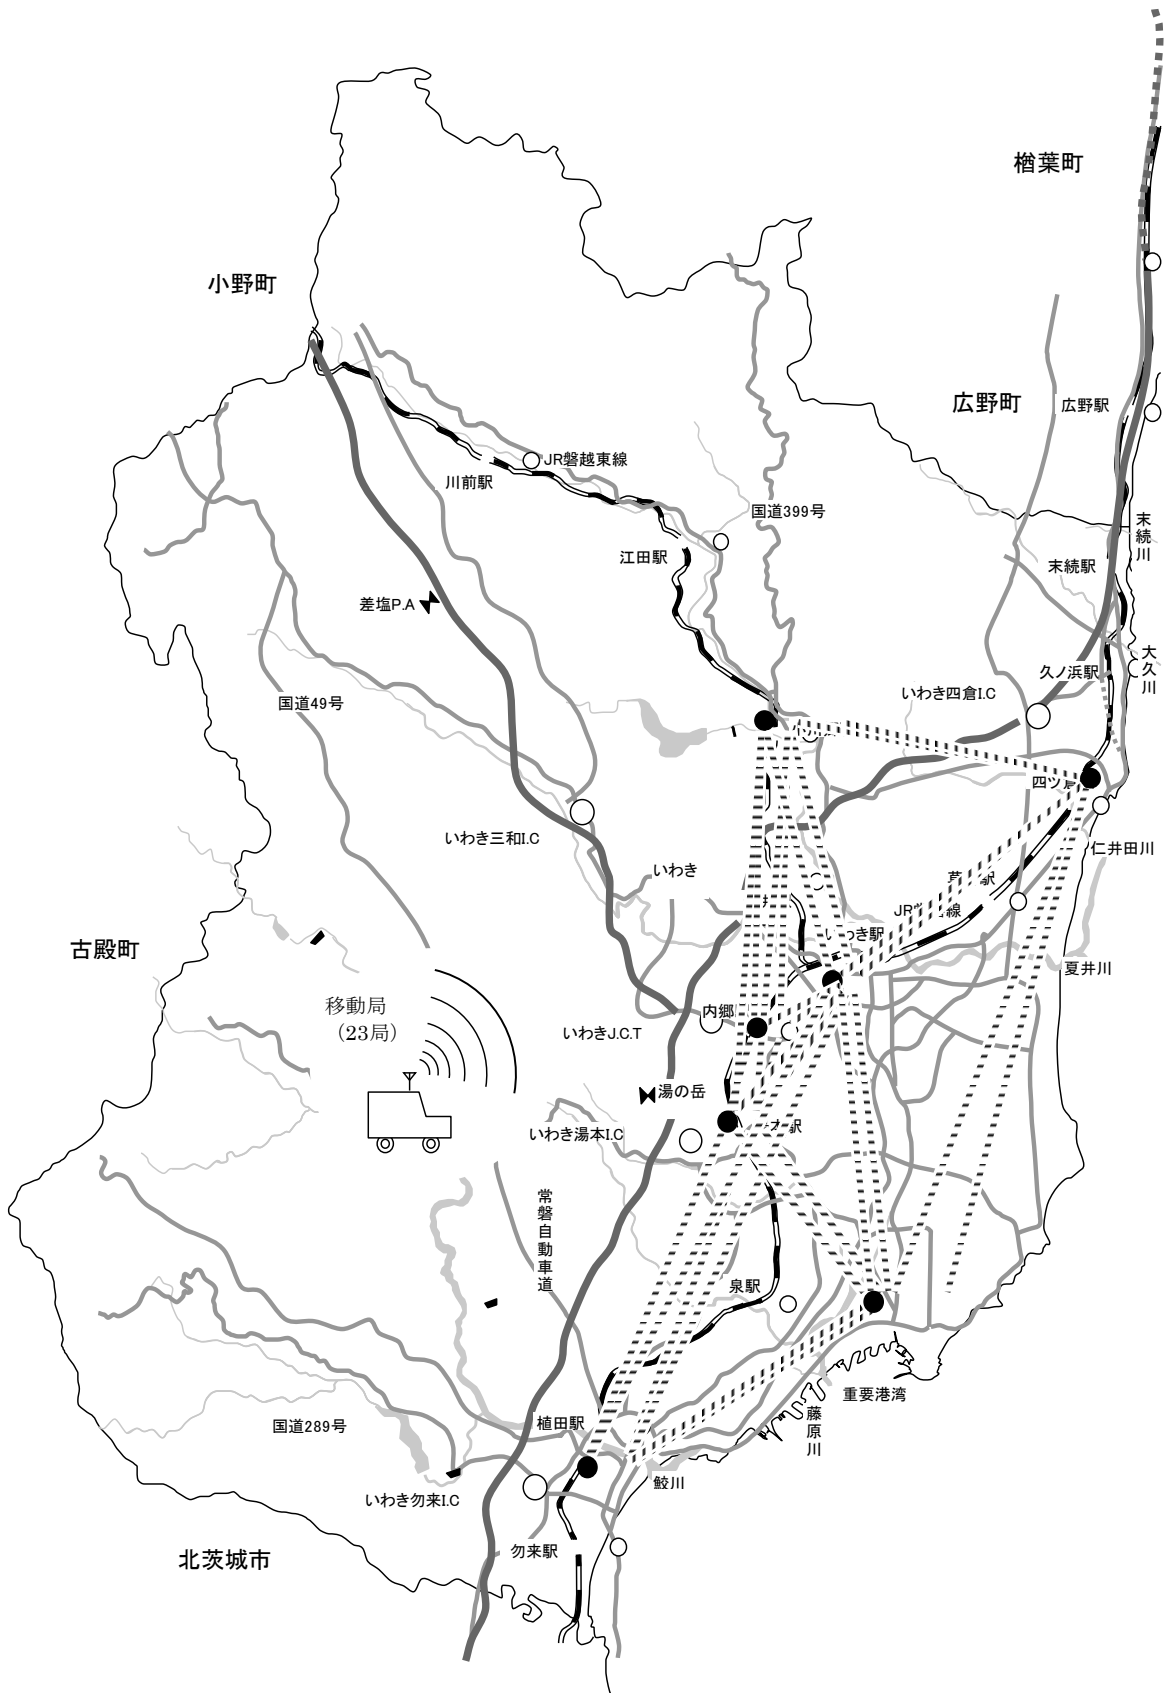 楢葉町
小野町
広野町
広野駅
JR磐越東線
川前駅
国道399号
末続川
江田駅
末続駅
差塩P.A
大久川
久ノ浜駅
いわき四倉I.C
国道49号
四ツ
いわき三和I.C
仁井田川
いわき
駅
JR
線
いわき駅
古殿町
夏井川
移動局
（23局）
内郷
いわきJ.C.T
湯の岳
駅
いわき湯本I.C
常磐自動車道
泉駅
重要港湾
藤原川
植田駅
国道289号
鮫川
いわき勿来I.C
勿来駅
北茨城市